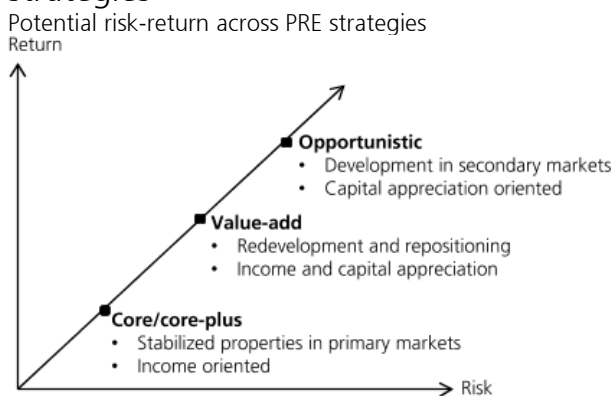 Potential risk-return across PRE strategies
Return
Opportunistic
• Development in secondary markets
• Capital appreciation oriented
Value-add
• Redevelopment and repositioning
• Income and capital appreciation
Core/core-plus
• Stabilized properties in primary markets
• Income oriented
Risk